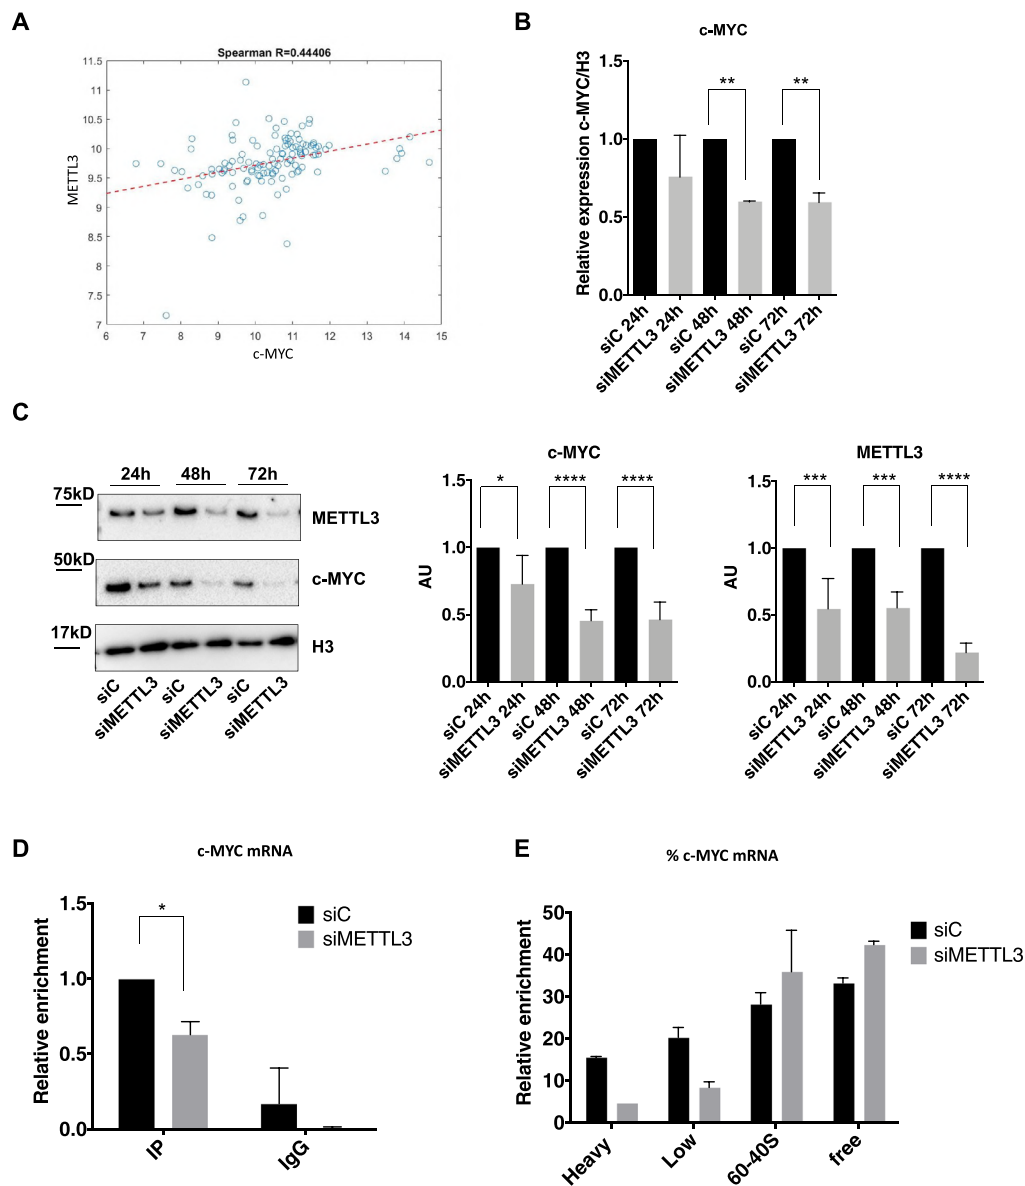 A
Spearman R=0.44406
11.5
11
10.5
10
9.5
9
8.5
8
7.5
7
METTL3
6 7 8 9 10 11 12 13 14 15
c-MYC
B
c-MYC
Relative expression c-MYC/H3
1.5
1.0
0.5
0.0
** **
siC 24h
siMETTL3 24h
siC 48h
siMETTL3 48h
siC 72h
siMETTL3 72h
C
24h 48h 72h
75kD
METTL3
50kD
c-MYC
17kD
H3
siC
siMETTL3
siC
siMETTL3
siC
siMETTL3
c-MYC
AU
1.5
1.0
0.5
0.0
* **** ****
siC 24h
siMETTL3 24h
siC 48h
siMETTL3 48h
siC 72h
siMETTL3 72h
METTL3
AU
1.5
1.0
0.5
0.0
*** *** ****
siC 24h
siMETTL3 24h
siC 48h
siMETTL3 48h
siC 72h
siMETTL3 72h
D
c-MYC mRNA
Relative enrichment
1.5
1.0
0.5
0.0
*
siC
siMETTL3
IP
IgG
E
% c-MYC mRNA
Relative enrichment
50
40
30
20
10
0
siC
siMETTL3
Heavy
Low
60-40S
free